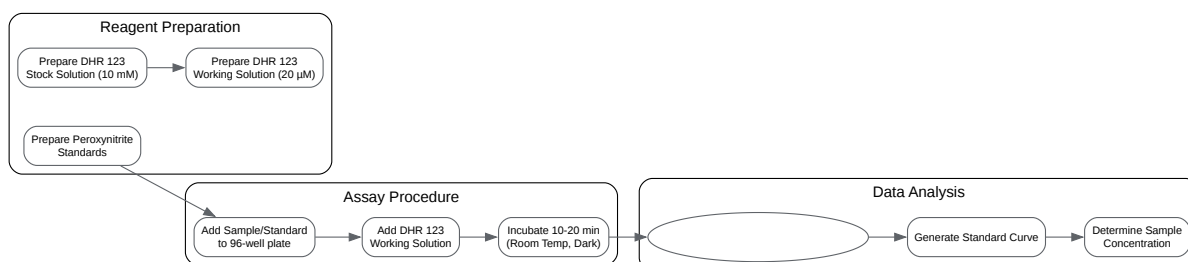 Reagent Preparation
Prepare DHR 123
Stock Solution (10 mM)
Prepare DHR 123
Working Solution (20 µM)
Prepare Peroxynitrite
Standards
Assay Procedure
Add Sample/Standard
to 96-well plate
Add DHR 123
Working Solution
Incubate 10-20 min
(Room Temp, Dark)
Data Analysis
Generate Standard Curve
Determine Sample
Concentration